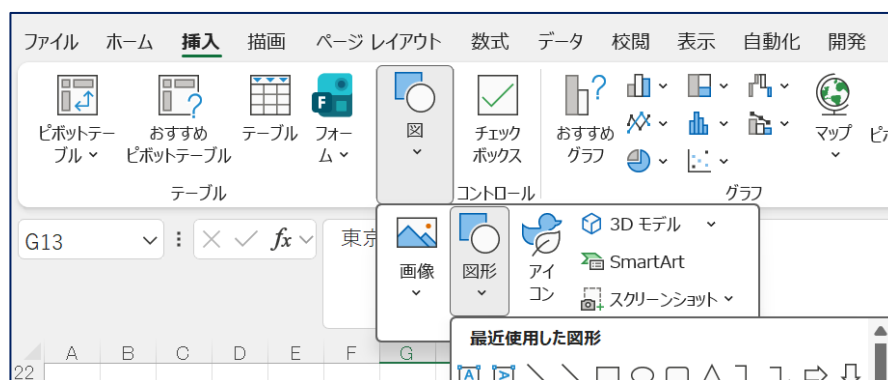 ファイル ホーム 挿入 描画 ページ レイアウト 数式 データ 校閲 表示 自動化 開発
ピボットテー
ブル
おすすめ
ピボットテーブル
テーブル
フォー
ム
図
チェック
ボックス
おすすめ
グラフ
マップ
テーブル
コントロール
グラフ
G13
fx
東京
画像
図形
アイ
コン
3D モデル
SmartArt
スクリーンショット
最近使用した図形
A B C D E F G
22